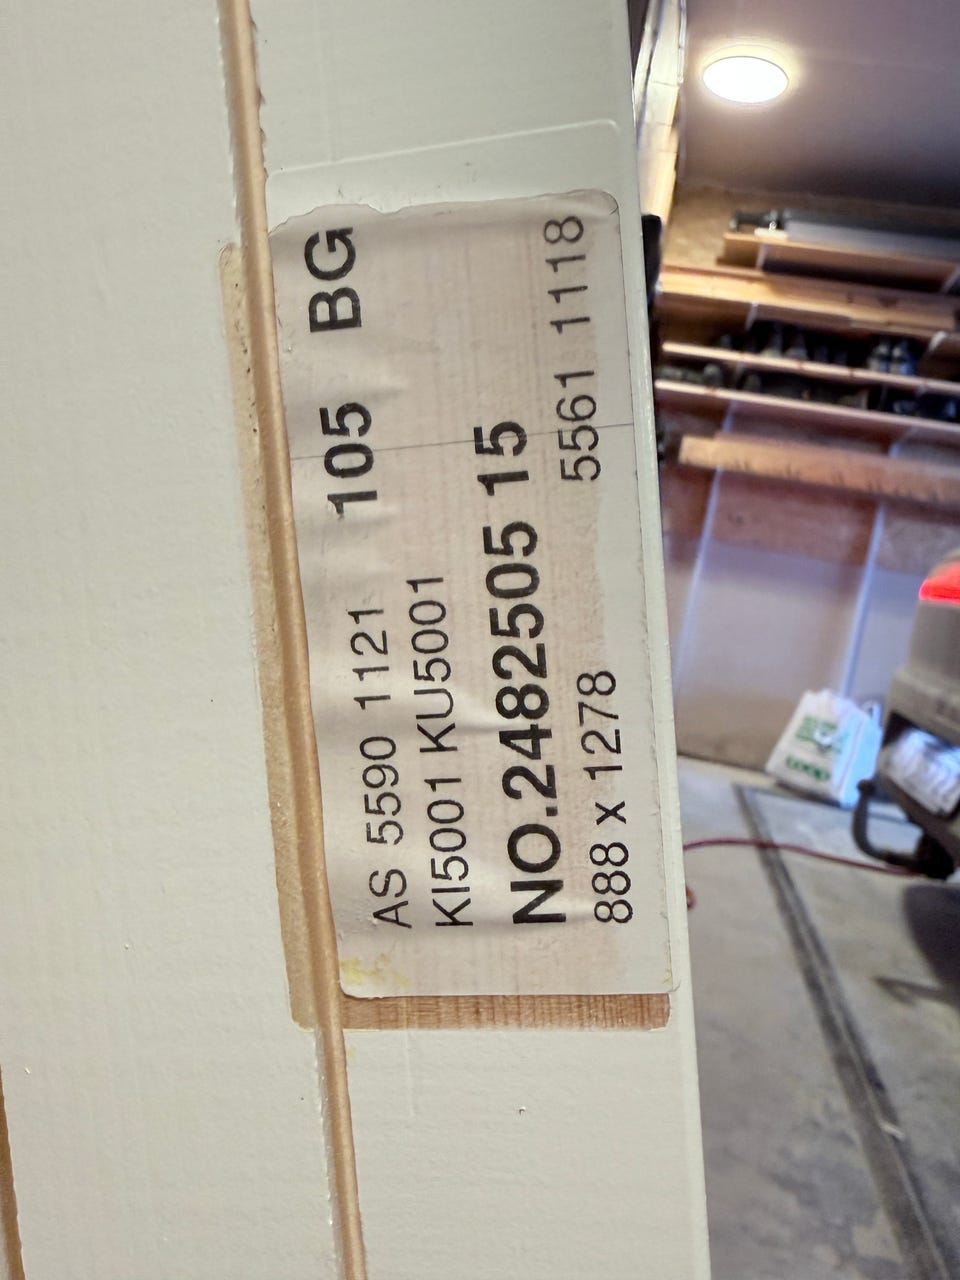 AS 5590 1121 105 BG
KI5001 KU5001
NO.2482505 15
888 x 1278 5561 1118